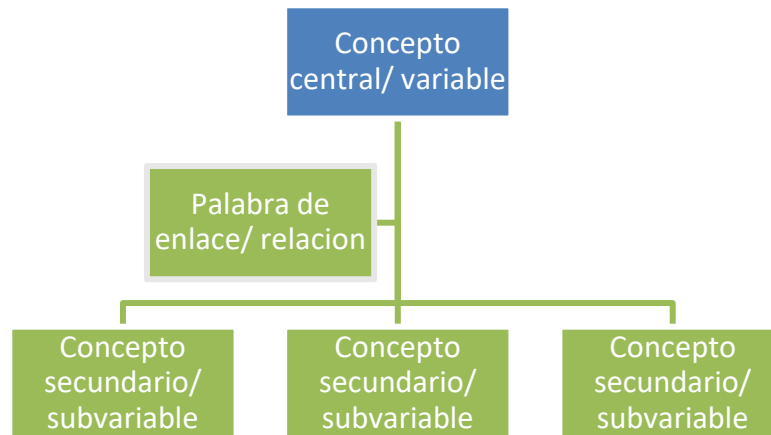 Concepto
central/ variable
Palabra de
enlace/ relacion
Concepto
secundario/
subvariable
Concepto
secundario/
subvariable
Concepto
secundario/
subvariable